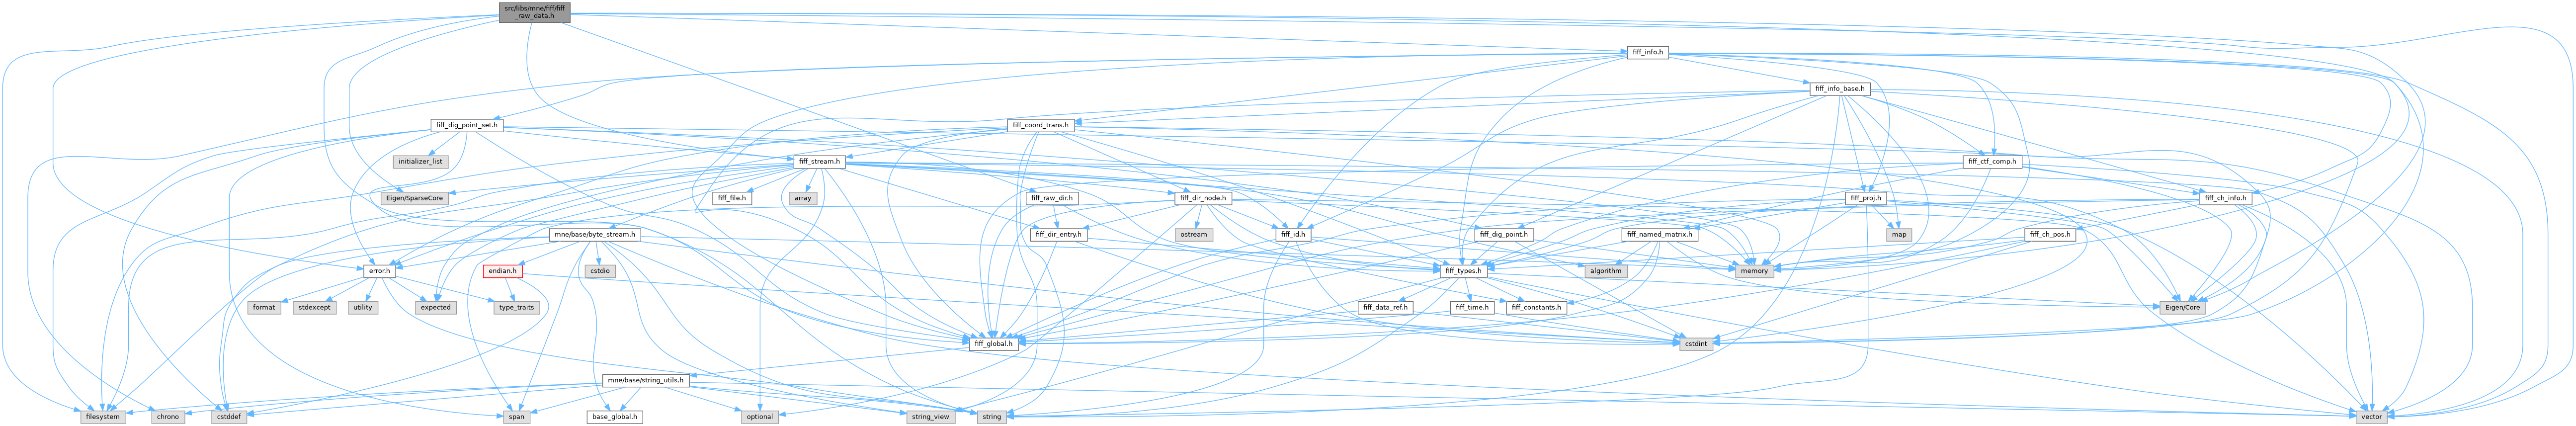 src/libs/mne/fiff/fiff
_raw_data.h
fiff_info.h
fiff_info_base.h
fiff_dig_point_set.h
fiff_coord_trans.h
initializer_list
fiff_stream.h
fiff_ctf_comp.h
Eigen/SparseCore
fiff_file.h
array
fiff_raw_dir.h
fiff_dir_node.h
fiff_proj.h
fiff_ch_info.h
mne/base/byte_stream.h
fiff_dir_entry.h
ostream
fiff_id.h
fiff_dig_point.h
fiff_named_matrix.h
map
fiff_ch_pos.h
error.h
endian.h
cstdio
fiff_types.h
algorithm
memory
format
stdexcept
utility
expected
type_traits
fiff_data_ref.h
fiff_time.h
fiff_constants.h
Eigen/Core
fiff_global.h
cstdint
mne/base/string_utils.h
filesystem
chrono
cstddef
span
base_global.h
optional
string_view
string
vector